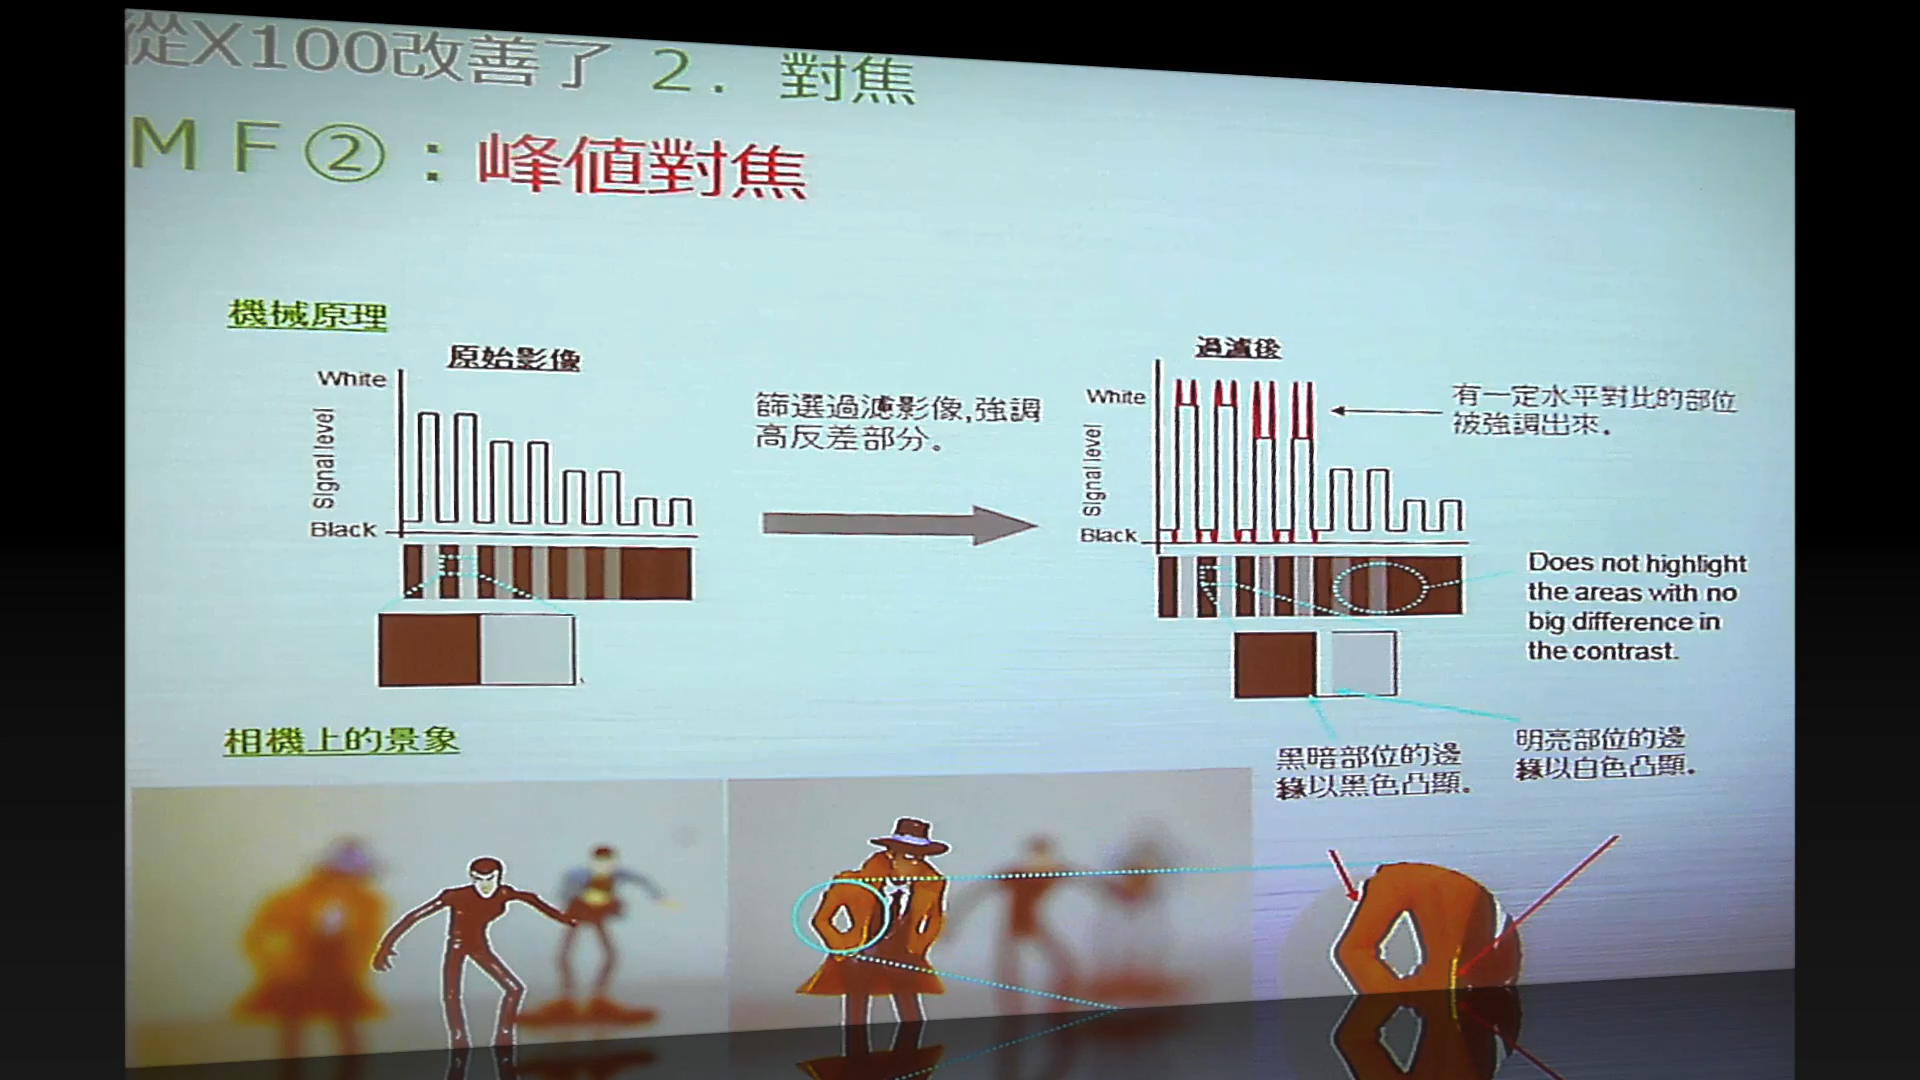 從X100改善了 2. 對焦
MF②:峰値對焦
機械原理
原始影像
White
Signal level
Black
篩選過濾影像,強調
高反差部分。
過濾後
White
Signal level
Black
有一定水平對比的部位
被強調出來.
Does not highlight
the areas with no
big difference in
the contrast.
黑暗部位的邊
緣以黑色凸顯。
明亮部位的邊
緣以白色凸顯.
相機上的景象